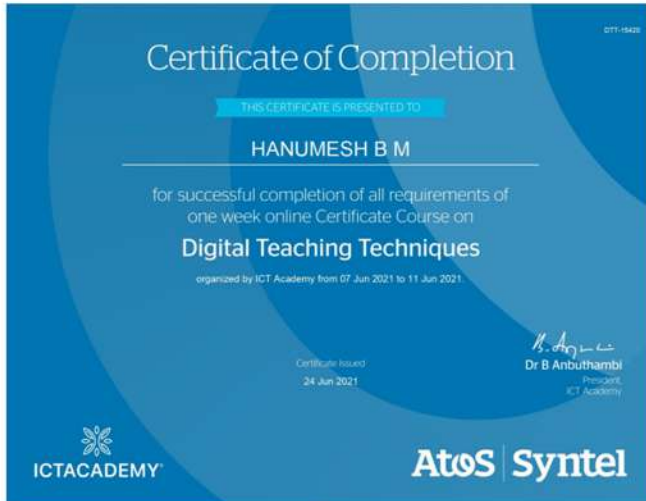 DTT-15420
Certificate of Completion
THIS CERTIFICATE IS PRESENTED TO
HANUMESH B M
for successful completion of all requirements of
one week online Certificate Course on
Digital Teaching Techniques
organized by ICT Academy from 07 Jun 2021 to 11 Jun 2021.
Certificate Issued
24 Jun 2021
Dr B Anbuthambi
President,
ICT Academy
ICTACADEMY
Atos | Syntel